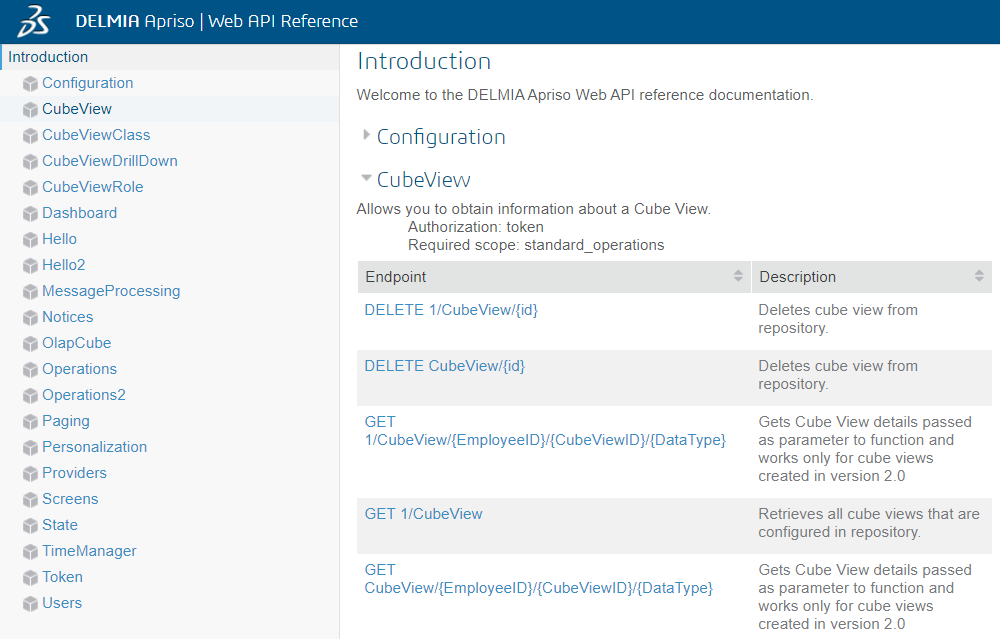 DELMIA Apriso | Web API Reference
Introduction
Configuration
CubeView
CubeViewClass
CubeViewDrillDown
CubeViewRole
Dashboard
Hello
Hello2
MessageProcessing
Notices
OlapCube
Operations
Operations2
Paging
Personalization
Providers
Screens
State
TimeManager
Token
Users
Introduction
Welcome to the DELMIA Apriso Web API reference documentation.
Configuration
CubeView
Allows you to obtain information about a Cube View.
Authorization: token
Required scope: standard_operations
Endpoint
Description
DELETE 1/CubeView/{id}
Deletes cube view from
repository.
DELETE CubeView/{id}
Deletes cube view from
repository.
GET
1/CubeView/{EmployeeID}/{CubeViewID}/{DataType}
Gets Cube View details passed
as parameter to function and
works only for cube views
created in version 2.0
GET 1/CubeView
Retrieves all cube views that are
configured in repository.
GET
CubeView/{EmployeeID}/{CubeViewID}/{DataType}
Gets Cube View details passed
as parameter to function and
works only for cube views
created in version 2.0